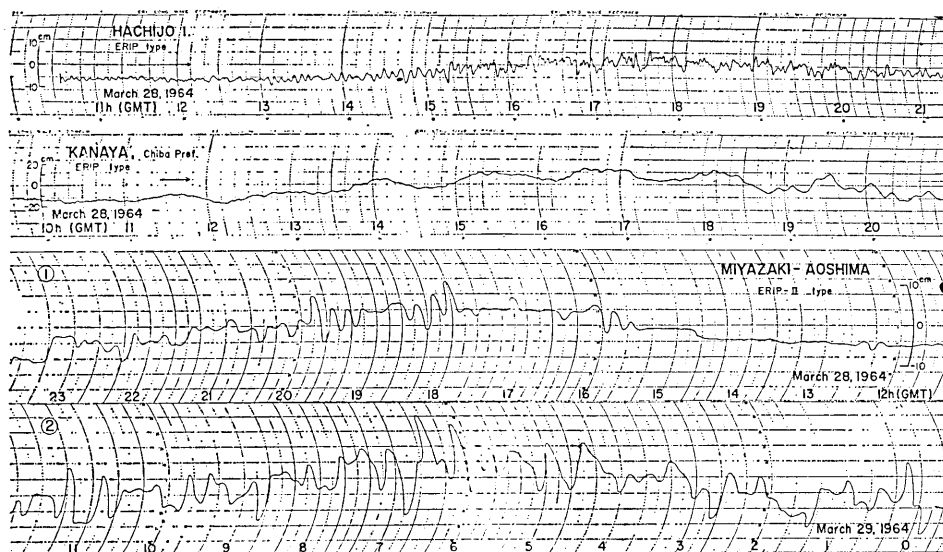 HACHIJO I.
ERIP type
10 cm
0
-10
March 28, 1964
11h (GMT) 12 13 14 15 16 17 18 19 20 21
KANAYA, Chiba Pref.
ERIP type
20 cm
0
-20
March 28, 1964
10h (GMT) 11 12 13 14 15 16 17 18 19 20
①
MIYAZAKI-AOSHIMA
ERIP-II type
10cm
0
-10
March 28, 1964
23 22 21 20 19 18 17 16 15 14 13 12h (GMT)
②
March 29, 1964
11 10 9 8 7 6 5 4 3 2 1 0